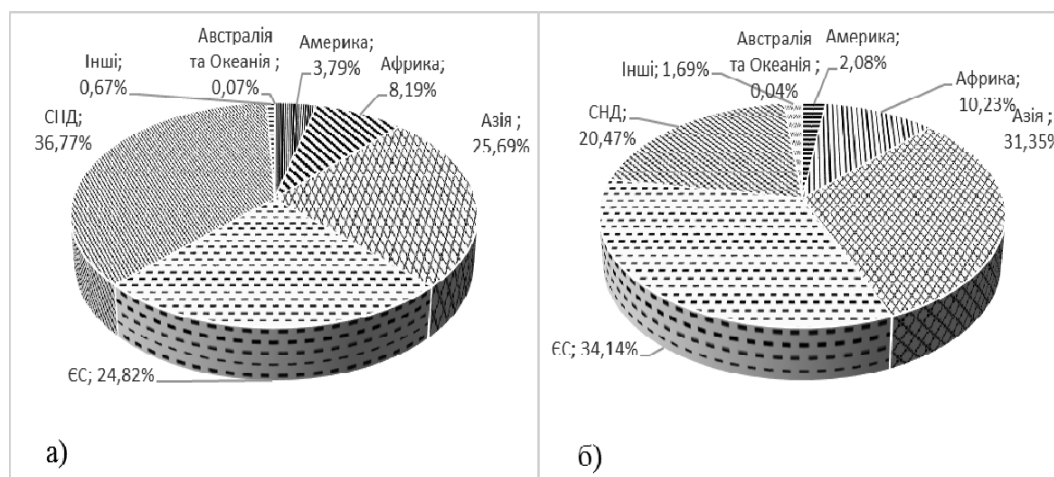 Інші;
0,67%
Австралія
та Океанія ;
0,07%
Америка;
3,79%
Африка;
8,19%
Азія ;
25,69%
СНД;
36,77%
ЄС; 24,82%
а)
Інші; 1,69%
Австралія
та Океанія ;
0,04%
Америка;
2,08%
Африка;
10,23%
Азія ;
31,35%
СНД;
20,47%
ЄС; 34,14%
б)